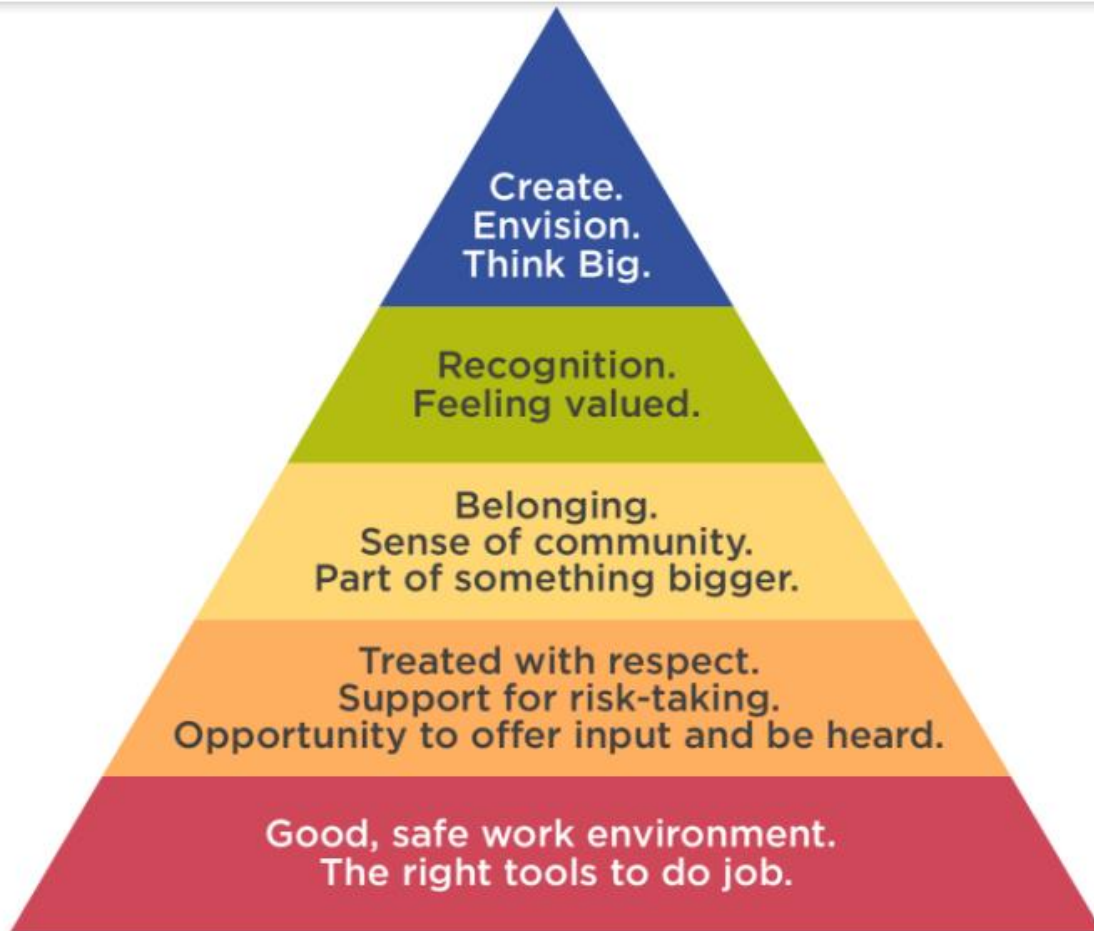 Create.
Envision.
Think Big.
Recognition.
Feeling valued.
Belonging.
Sense of community.
Part of something bigger.
Treated with respect.
Support for risk-taking.
Opportunity to offer input and be heard.
Good, safe work environment.
The right tools to do job.